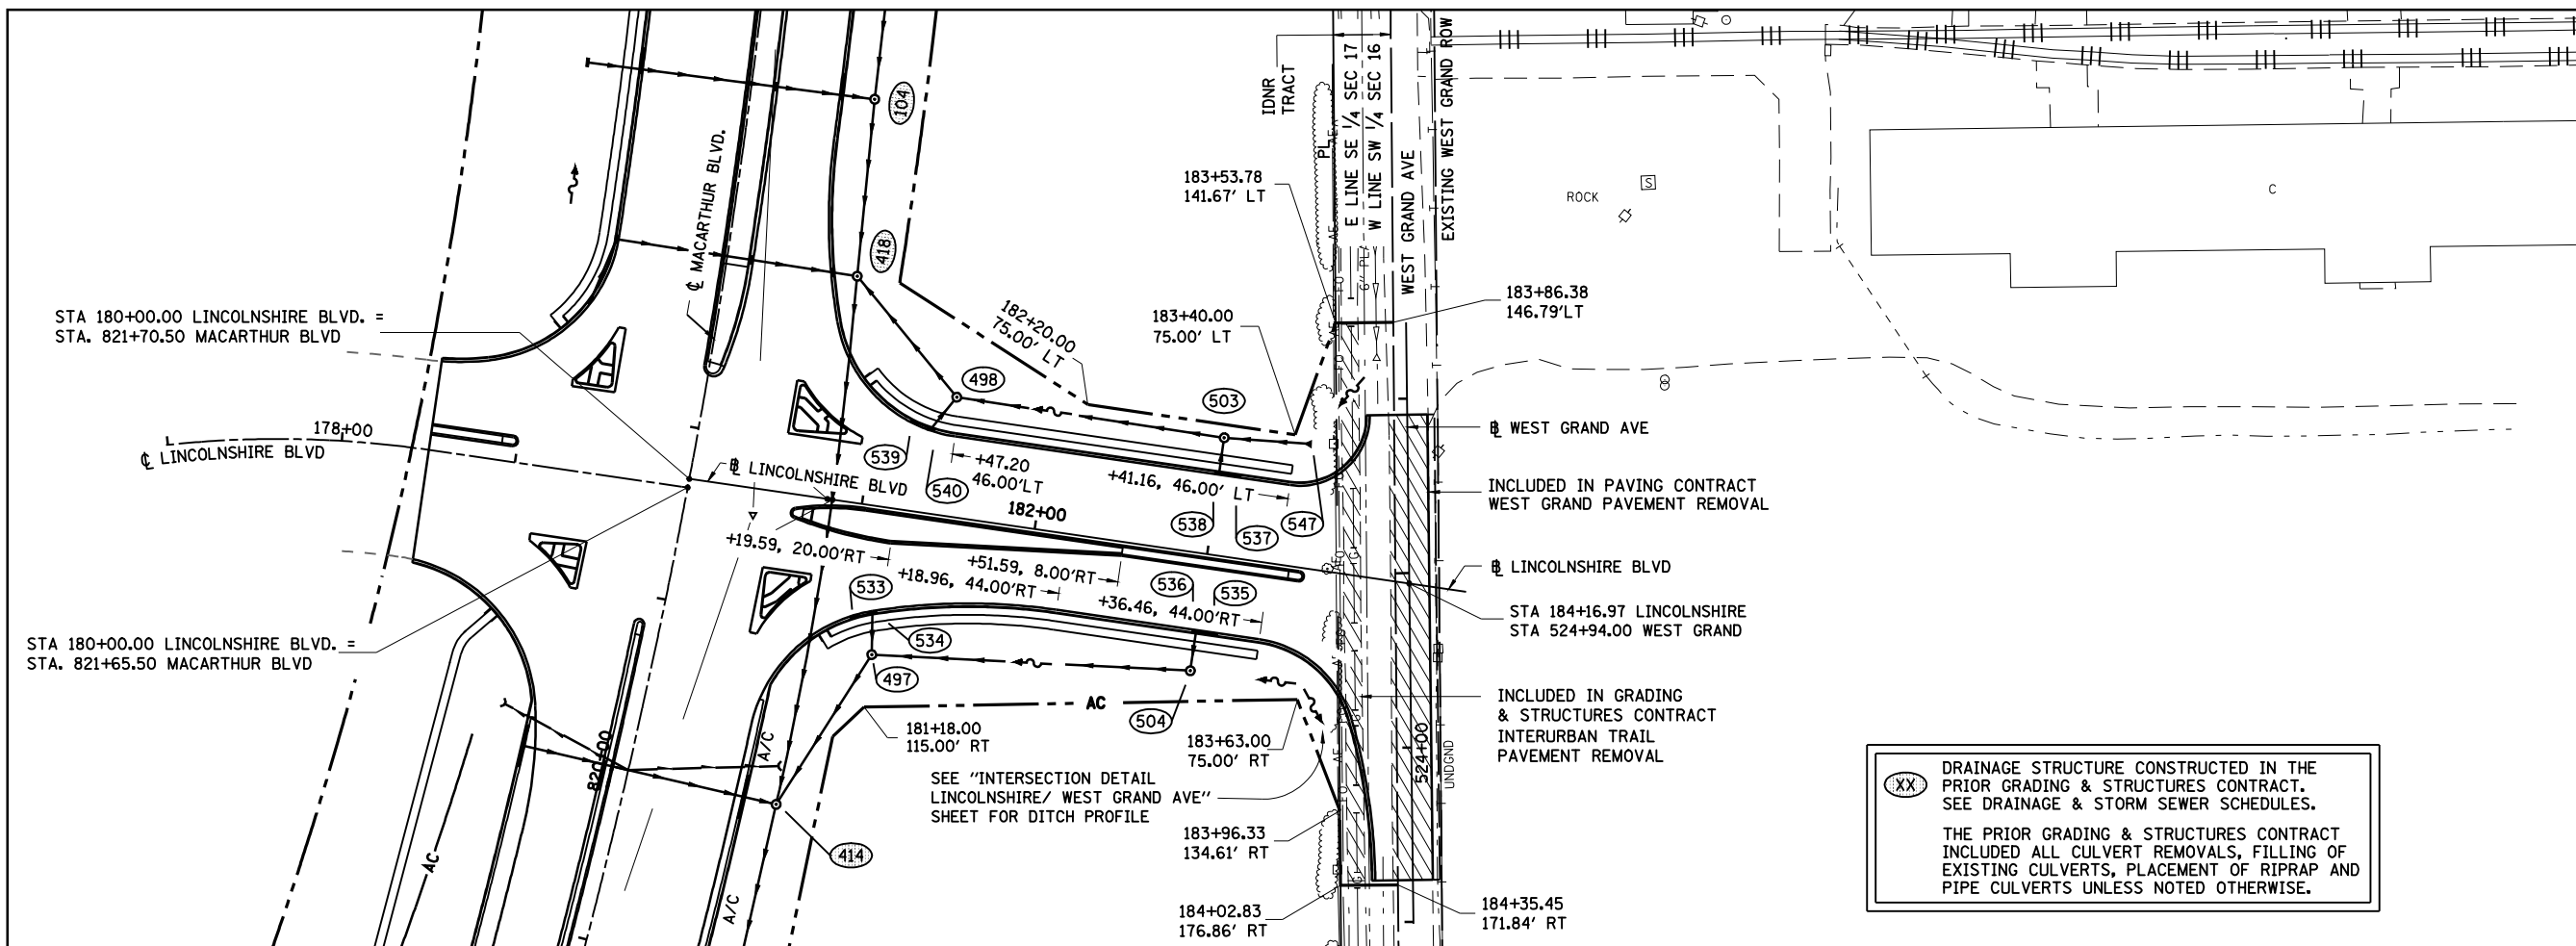 IDNR
TRACT
PL
E LINE SE 1/4 SEC 17
W LINE SW 1/4 SEC 16
WEST GRAND AVE
EXISTING WEST GRAND ROW
104
℄ MACARTHUR BLVD.
418
183+53.78
141.67' LT
6" PL
ROCK
S
C
STA 180+00.00 LINCOLNSHIRE BLVD. =
STA. 821+70.50 MACARTHUR BLVD
182+20.00
75.00' LT
183+40.00
75.00' LT
183+86.38
146.79'LT
498
503
178+00
℄ LINCOLNSHIRE BLVD
539
540
+47.20
46.00'LT
+41.16, 46.00' LT
BL WEST GRAND AVE
BL LINCOLNSHIRE BLVD
182+00
538
537
547
INCLUDED IN PAVING CONTRACT
WEST GRAND PAVEMENT REMOVAL
+19.59, 20.00'RT
+51.59, 8.00'RT
+18.96, 44.00'RT
+36.46, 44.00'RT
533
536
535
BL LINCOLNSHIRE BLVD
STA 184+16.97 LINCOLNSHIRE
STA 524+94.00 WEST GRAND
STA 180+00.00 LINCOLNSHIRE BLVD. =
STA. 821+65.50 MACARTHUR BLVD
534
497
AC
504
181+18.00
115.00' RT
183+63.00
75.00' RT
INCLUDED IN GRADING
& STRUCTURES CONTRACT
INTERURBAN TRAIL
PAVEMENT REMOVAL
820+00
A/C
524+00
UNDGND
SEE "INTERSECTION DETAIL
LINCOLNSHIRE/ WEST GRAND AVE"
SHEET FOR DITCH PROFILE
183+96.33
134.61' RT
AC
414
A/C
184+02.83
176.86' RT
184+35.45
171.84' RT
XX
DRAINAGE STRUCTURE CONSTRUCTED IN THE
PRIOR GRADING & STRUCTURES CONTRACT.
SEE DRAINAGE & STORM SEWER SCHEDULES.
THE PRIOR GRADING & STRUCTURES CONTRACT
INCLUDED ALL CULVERT REMOVALS, FILLING OF
EXISTING CULVERTS, PLACEMENT OF RIPRAP AND
PIPE CULVERTS UNLESS NOTED OTHERWISE.